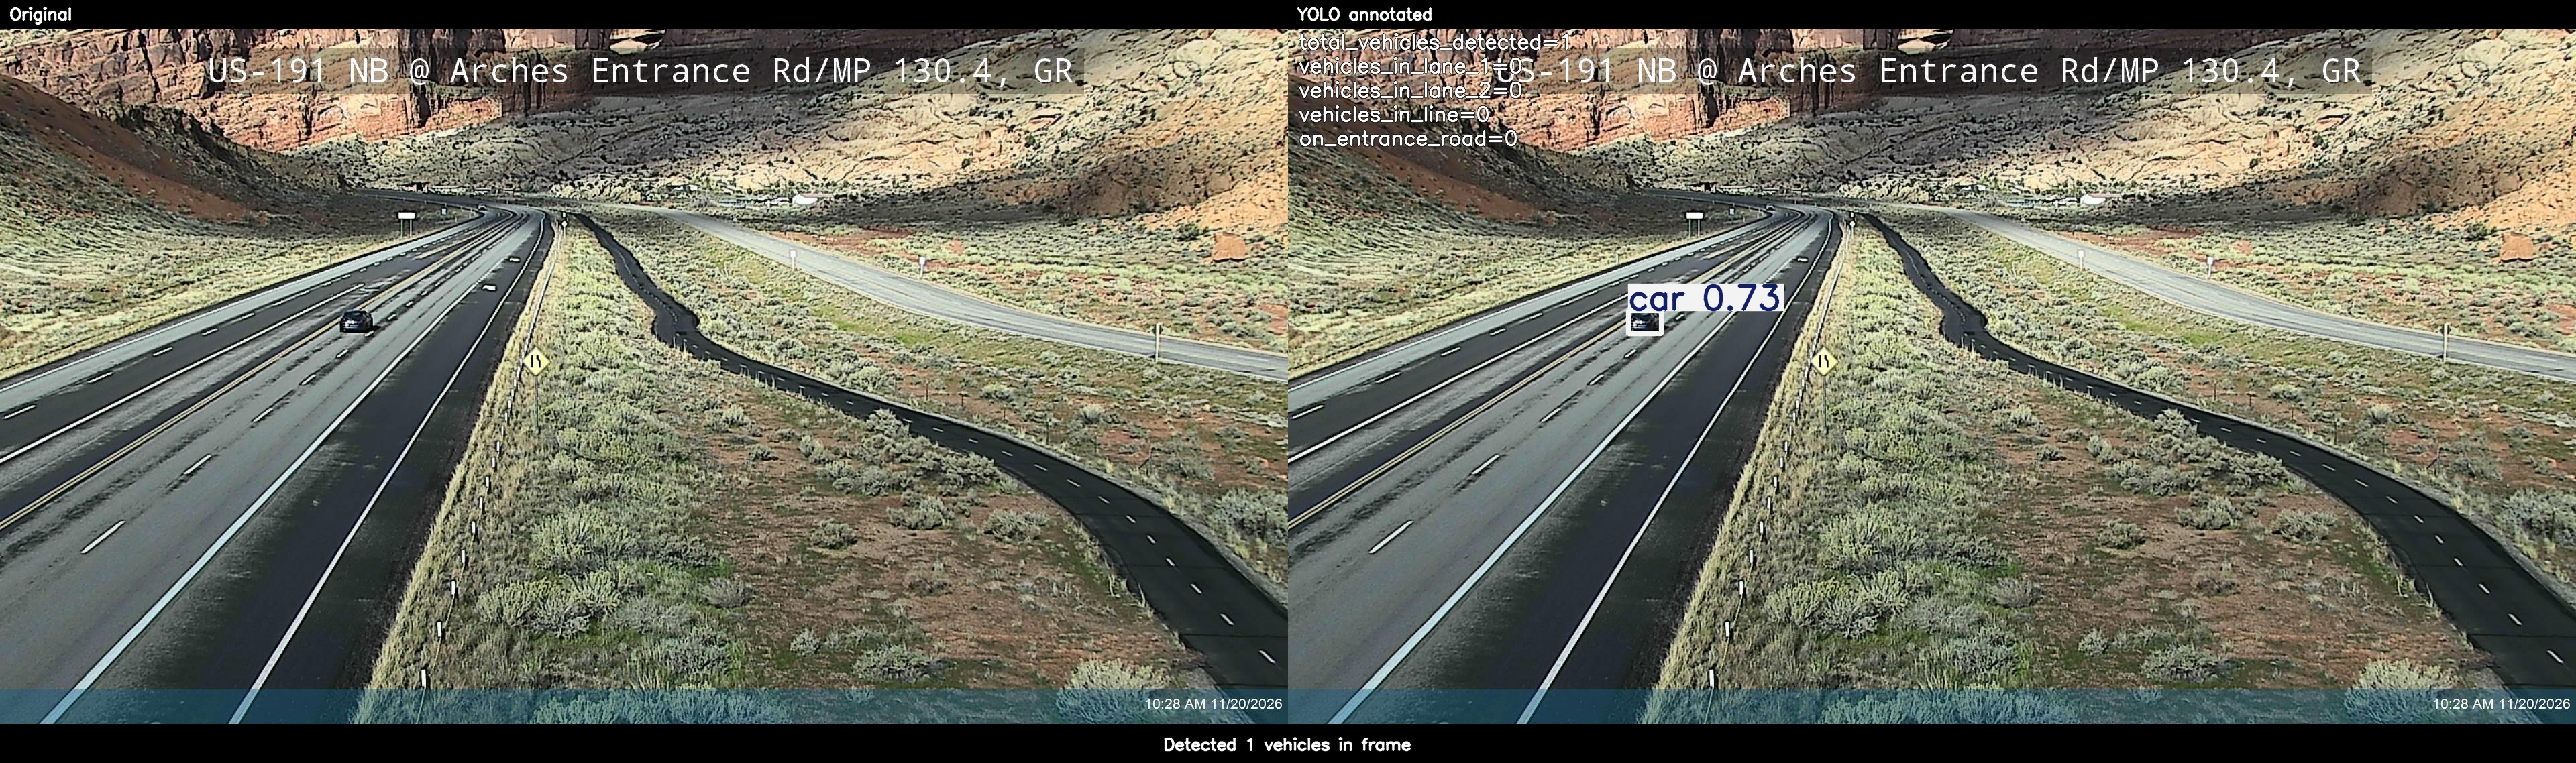 Original
YOLO annotated
US-191 NB @ Arches Entrance Rd/MP 130.4, GR
total_vehicles_detected=1
vehicles_in_lane_1=0
US-191 NB @ Arches Entrance Rd/MP 130.4, GR
vehicles_in_lane_2=0
vehicles_in_line=0
on_entrance_road=0
car 0.73
10:28 AM 11/20/2026
10:28 AM 11/20/2026
Detected 1 vehicles in frame